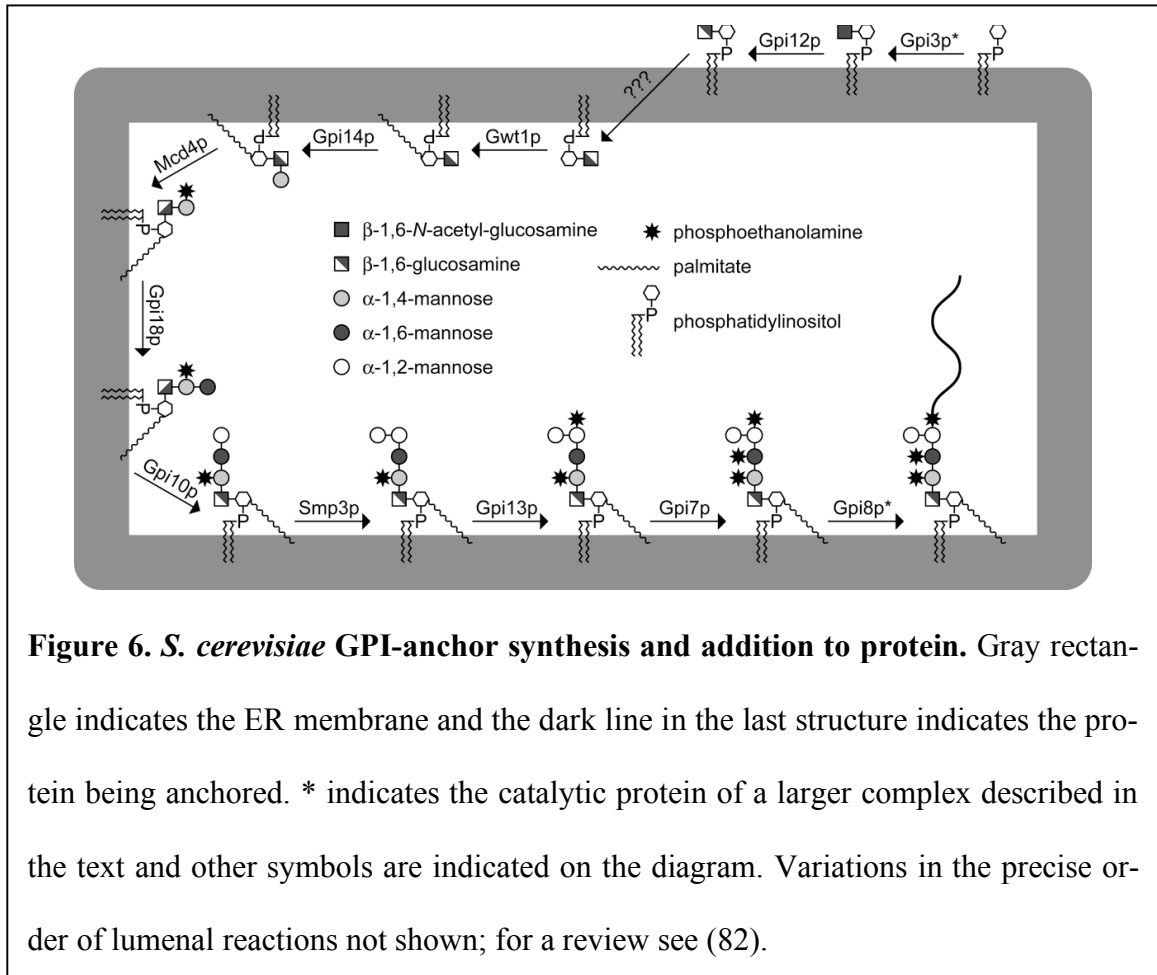 Gpi12p
Gpi3p*
P
P
P
???
P
P
P
Gpi14p
Gwt1p
Mcd4p
P
Gpi18p
P
β-1,6-N-acetyl-glucosamine
β-1,6-glucosamine
α-1,4-mannose
α-1,6-mannose
α-1,2-mannose
phosphoethanolamine
palmitate
P
phosphatidylinositol
Gpi10p
Smp3p
Gpi13p
Gpi7p
Gpi8p*
P
P
P
P
P
Figure 6. S. cerevisiae GPI-anchor synthesis and addition to protein. Gray rectan-
gle indicates the ER membrane and the dark line in the last structure indicates the pro-
tein being anchored. * indicates the catalytic protein of a larger complex described in
the text and other symbols are indicated on the diagram. Variations in the precise or-
der of lumenal reactions not shown; for a review see (82).